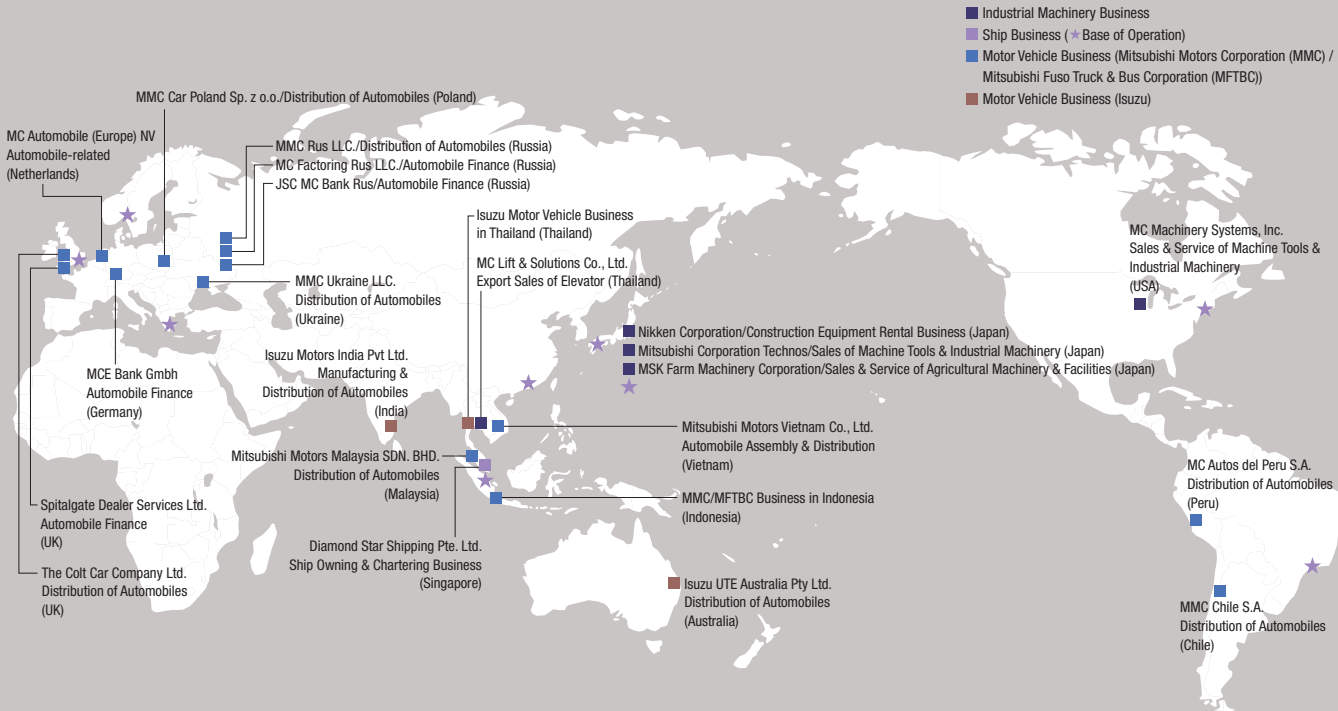 Industrial Machinery Business
Ship Business (★Base of Operation)
Motor Vehicle Business (Mitsubishi Motors Corporation (MMC) /
Mitsubishi Fuso Truck & Bus Corporation (MFTBC))
Motor Vehicle Business (Isuzu)
MMC Car Poland Sp. z o.o./Distribution of Automobiles (Poland)
MC Automobile (Europe) NV
Automobile-related
(Netherlands)
MMC Rus LLC./Distribution of Automobiles (Russia)
MC Factoring Rus LLC./Automobile Finance (Russia)
JSC MC Bank Rus/Automobile Finance (Russia)
Isuzu Motor Vehicle Business
in Thailand (Thailand)
MC Lift & Solutions Co., Ltd.
Export Sales of Elevator (Thailand)
MC Machinery Systems, Inc.
Sales & Service of Machine Tools &
Industrial Machinery
(USA)
MMC Ukraine LLC.
Distribution of Automobiles
(Ukraine)
Nikken Corporation/Construction Equipment Rental Business (Japan)
Mitsubishi Corporation Technos/Sales of Machine Tools & Industrial Machinery (Japan)
MSK Farm Machinery Corporation/Sales & Service of Agricultural Machinery & Facilities (Japan)
Isuzu Motors India Pvt Ltd.
Manufacturing &
Distribution of Automobiles
(India)
MCE Bank Gmbh
Automobile Finance
(Germany)
Mitsubishi Motors Vietnam Co., Ltd.
Automobile Assembly & Distribution
(Vietnam)
Mitsubishi Motors Malaysia SDN. BHD.
Distribution of Automobiles
(Malaysia)
MC Autos del Peru S.A.
Distribution of Automobiles
(Peru)
MMC/MFTBC Business in Indonesia
(Indonesia)
Spitalgate Dealer Services Ltd.
Automobile Finance
(UK)
Diamond Star Shipping Pte. Ltd.
Ship Owning & Chartering Business
(Singapore)
The Colt Car Company Ltd.
Distribution of Automobiles
(UK)
Isuzu UTE Australia Pty Ltd.
Distribution of Automobiles
(Australia)
MMC Chile S.A.
Distribution of Automobiles
(Chile)